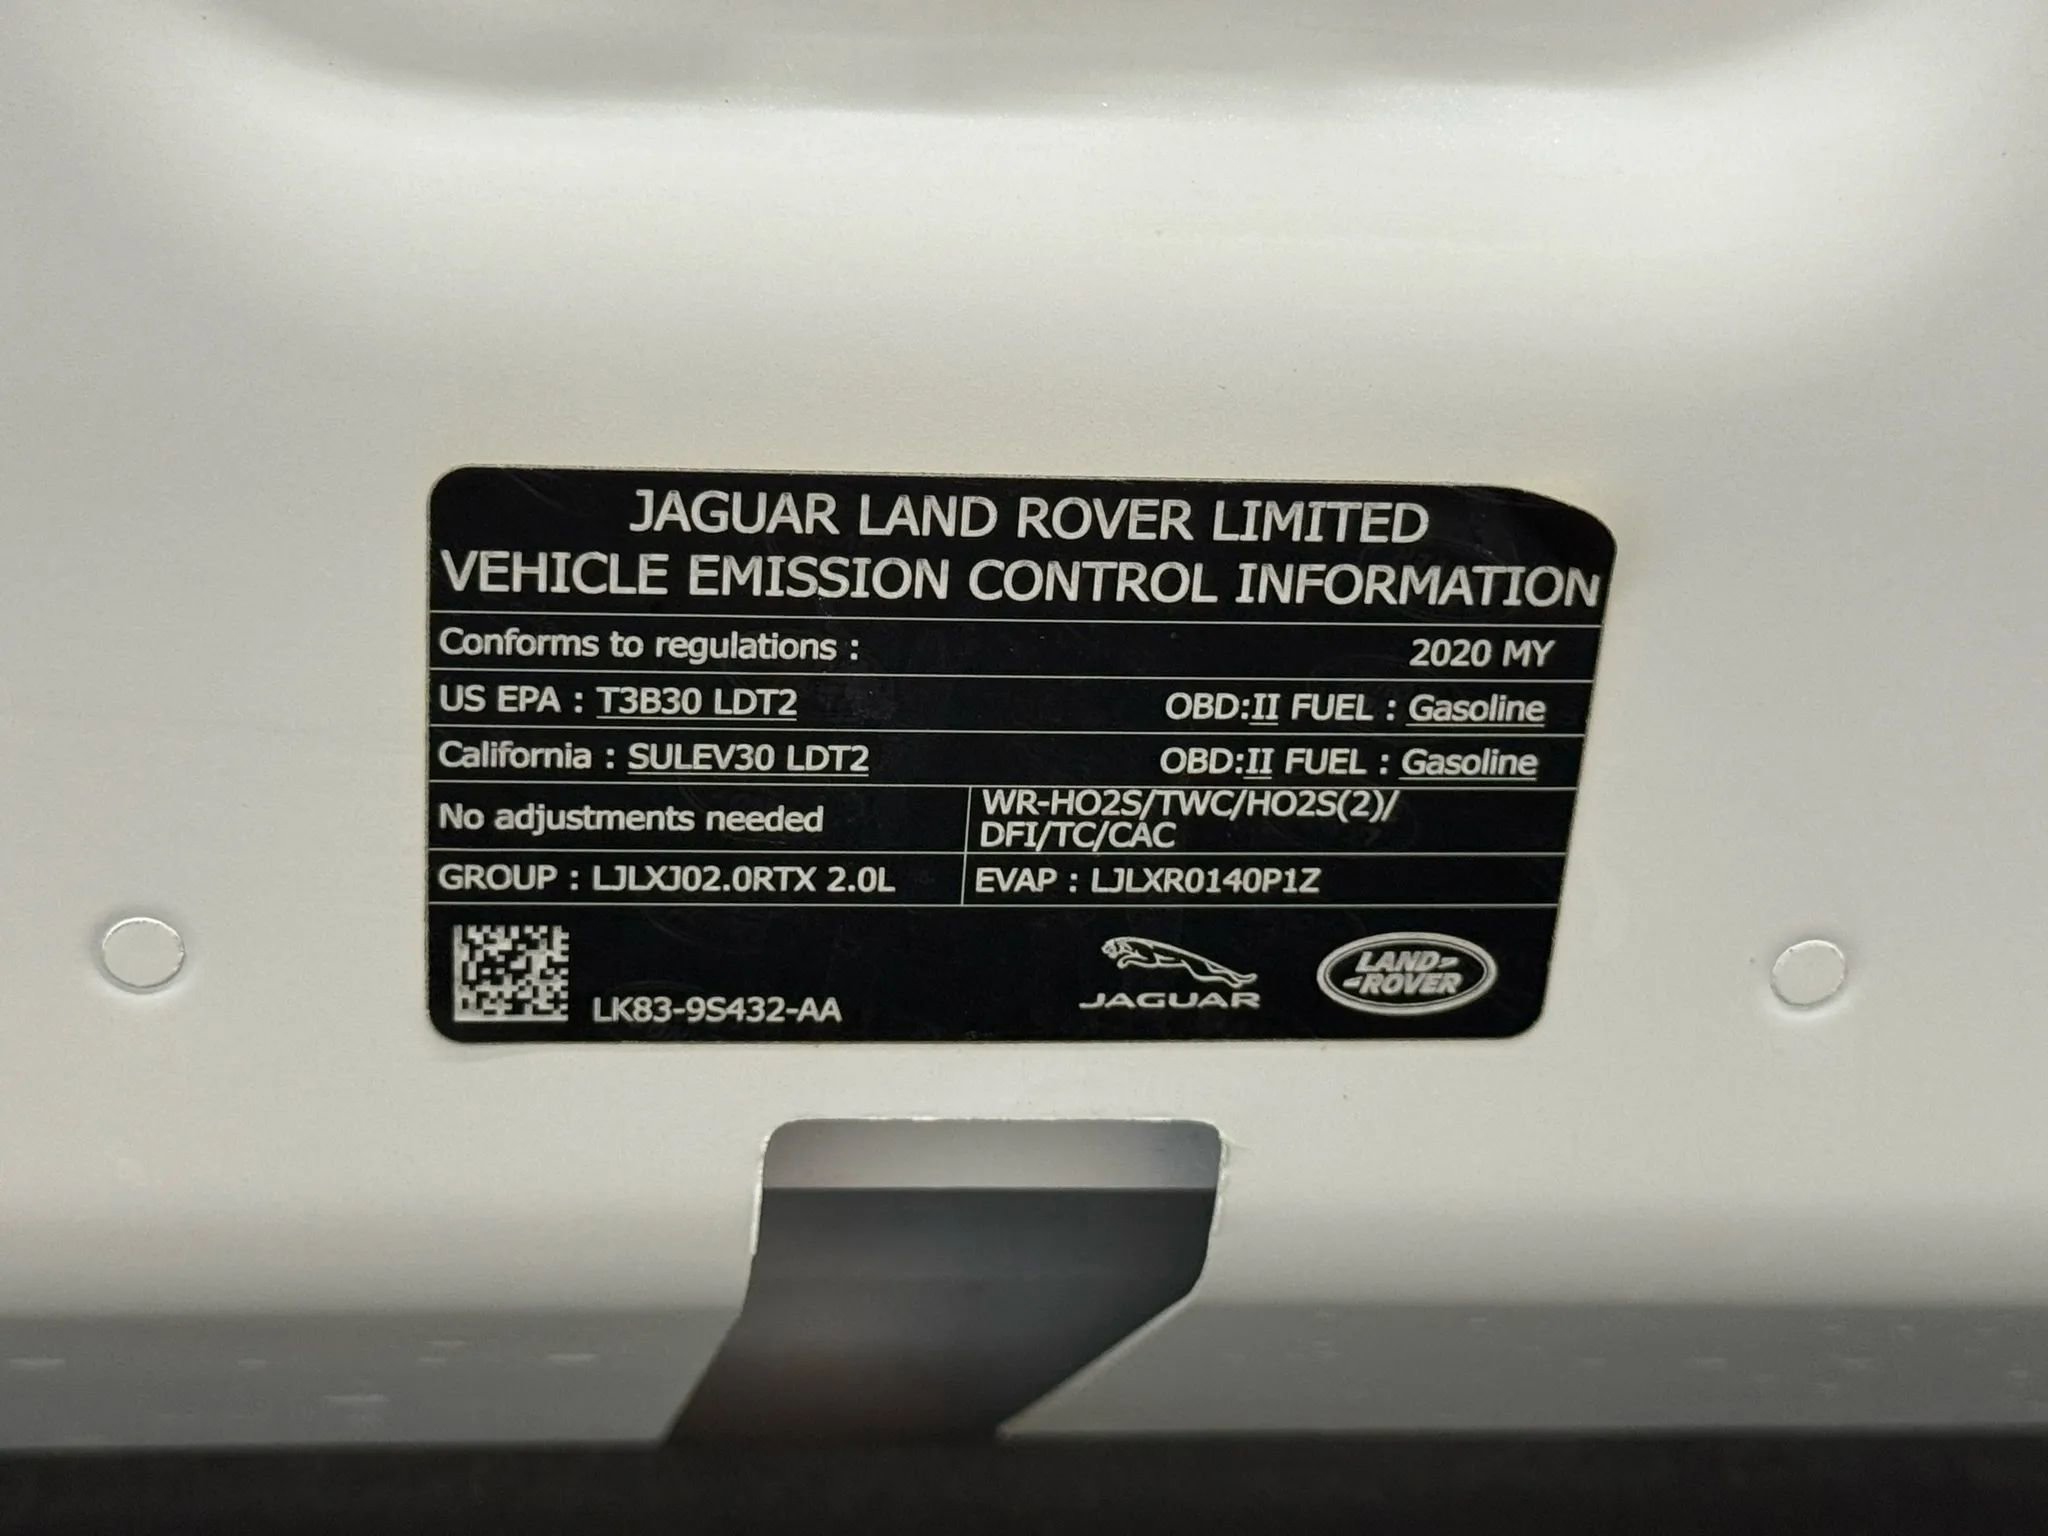 JAGUAR LAND ROVER LIMITED
VEHICLE EMISSION CONTROL INFORMATION
Conforms to regulations : 2020 MY
US EPA : T3B30 LDT2 OBD:II FUEL : Gasoline
California : SULEV30 LDT2 OBD:II FUEL : Gasoline
No adjustments needed
WR-HO2S/TWC/HO2S(2)/
DFI/TC/CAC
GROUP : LJLXJ02.0RTX 2.0L EVAP : LJLXR0140P1Z
LK83-9S432-AA
JAGUAR
LAND
ROVER